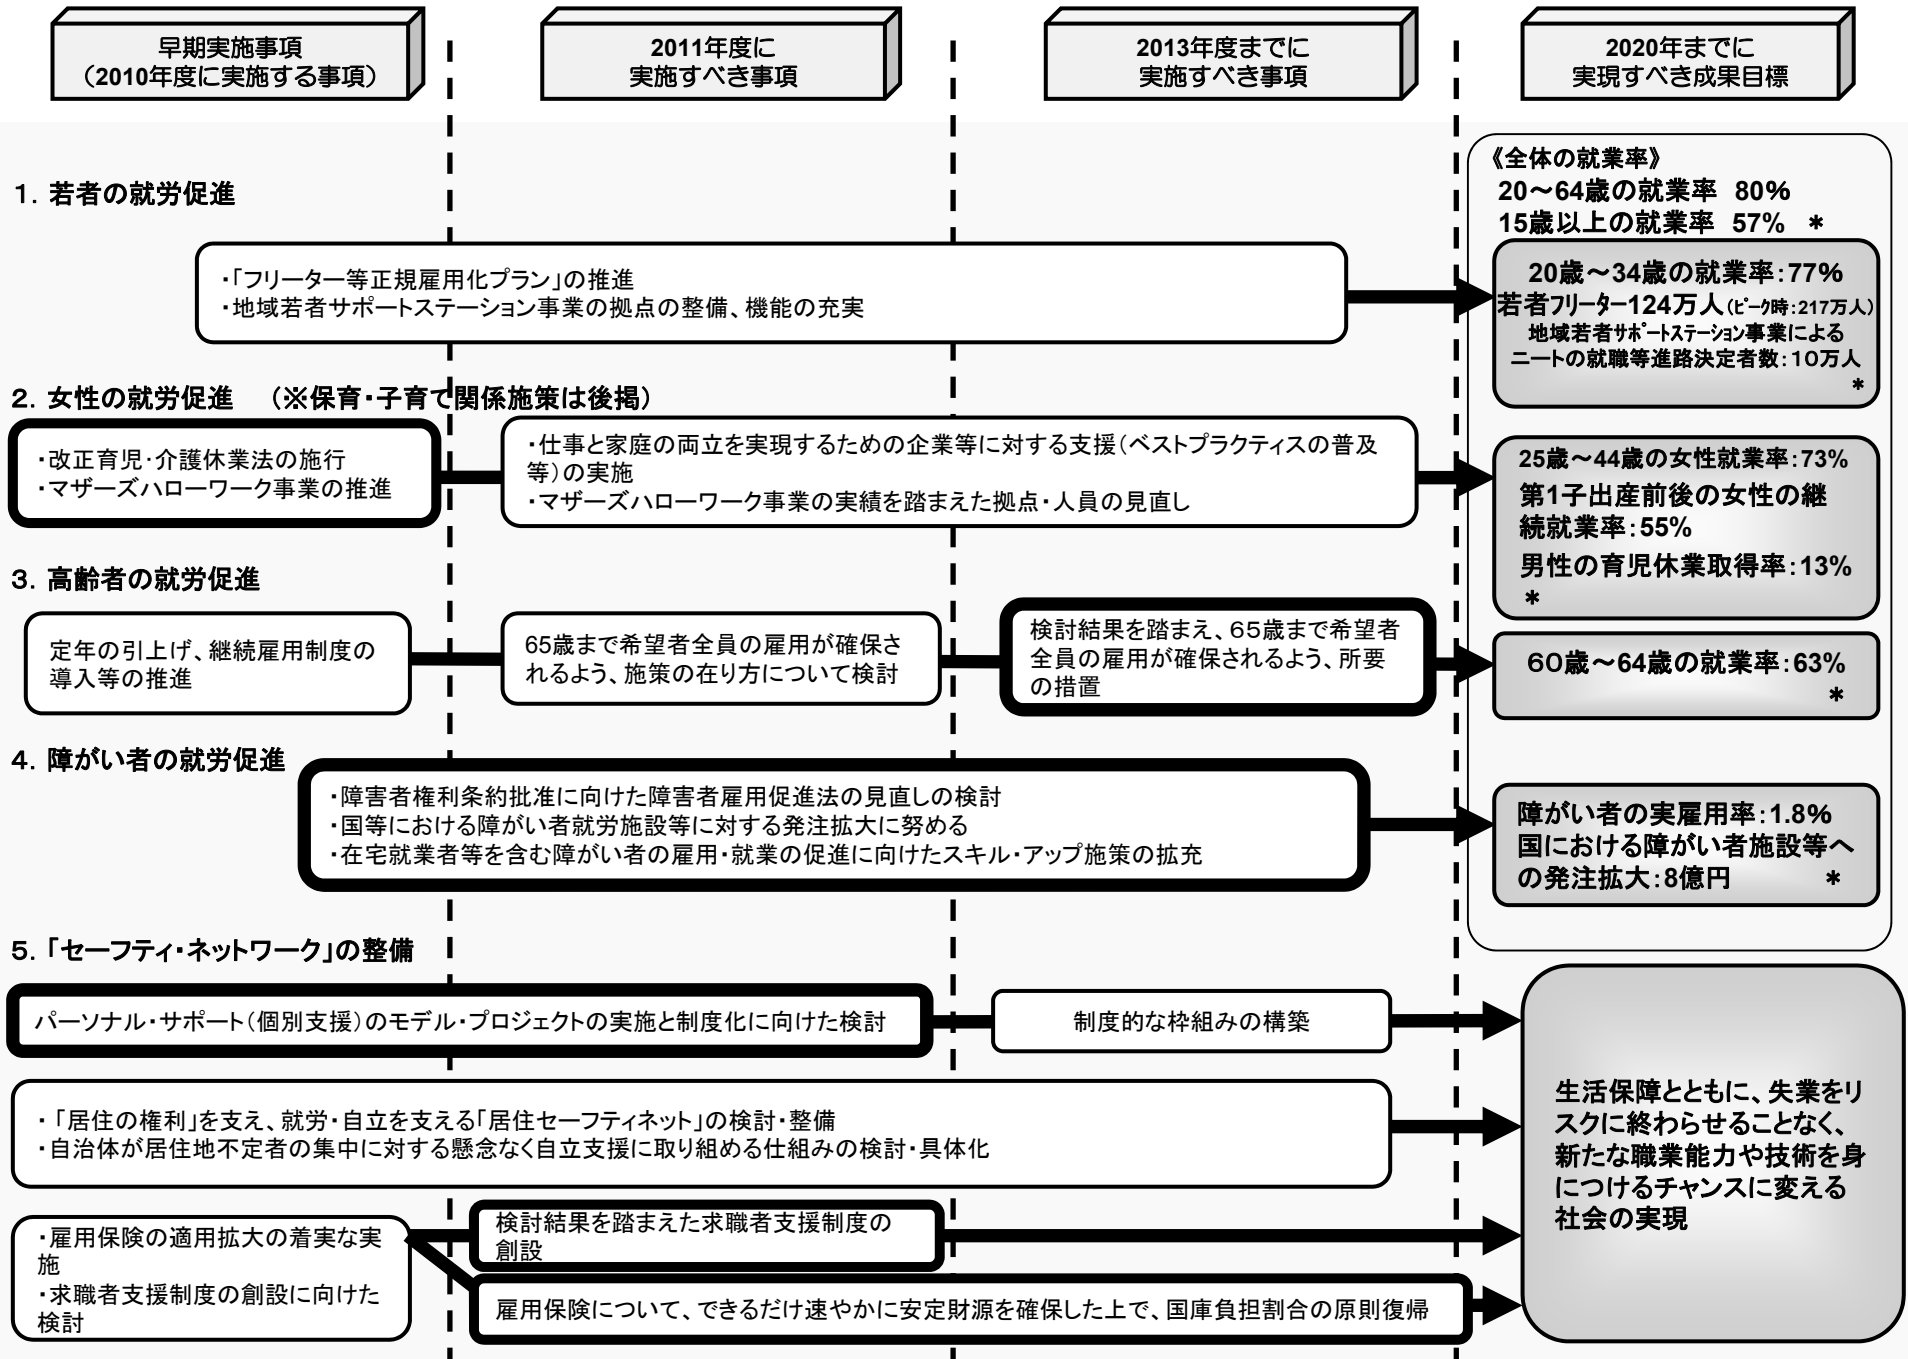 早期実施事項
（2010年度に実施する事項）
2011年度に
実施すべき事項
2013年度までに
実施すべき事項
2020年までに
実現すべき成果目標
《全体の就業率》
20～64歳の就業率　80％
15歳以上の就業率　57%　＊
１．若者の就労促進
・「フリーター等正規雇用化プラン」の推進
・地域若者サポートステーション事業の拠点の整備、機能の充実
20歳～34歳の就業率：77％
若者フリーター124万人（ピーク時：217万人）
地域若者サポートステーション事業による
ニートの就職等進路決定者数：１０万人
＊
２．女性の就労促進　（※保育・子育て関係施策は後掲）
・改正育児・介護休業法の施行
・マザーズハローワーク事業の推進
・仕事と家庭の両立を実現するための企業等に対する支援（ベストプラクティスの普及
等）の実施
・マザーズハローワーク事業の実績を踏まえた拠点・人員の見直し
25歳～44歳の女性就業率：73%
第1子出産前後の女性の継
続就業率：55%
男性の育児休業取得率：13%
＊
３．高齢者の就労促進
定年の引上げ、継続雇用制度の
導入等の推進
65歳まで希望者全員の雇用が確保さ
れるよう、施策の在り方について検討
検討結果を踏まえ、６５歳まで希望者
全員の雇用が確保されるよう、所要
の措置
６０歳～64歳の就業率：63%
＊
４．障がい者の就労促進
・障害者権利条約批准に向けた障害者雇用促進法の見直しの検討
・国等における障がい者就労施設等に対する発注拡大に努める
・在宅就業者等を含む障がい者の雇用・就業の促進に向けたスキル・アップ施策の拡充
障がい者の実雇用率：1.8%
国における障がい者施設等へ
の発注拡大：8億円　＊
５．「セーフティ・ネットワーク」の整備
パーソナル・サポート（個別支援）のモデル・プロジェクトの実施と制度化に向けた検討
制度的な枠組みの構築
・「居住の権利」を支え、就労・自立を支える「居住セーフティネット」の検討・整備
・自治体が居住地不定者の集中に対する懸念なく自立支援に取り組める仕組みの検討・具体化
・雇用保険の適用拡大の着実な実
施
・求職者支援制度の創設に向けた
検討
検討結果を踏まえた求職者支援制度の
創設
雇用保険について、できるだけ速やかに安定財源を確保した上で、国庫負担割合の原則復帰
生活保障とともに、失業をリ
スクに終わらせることなく、
新たな職業能力や技術を身
につけるチャンスに変える
社会の実現